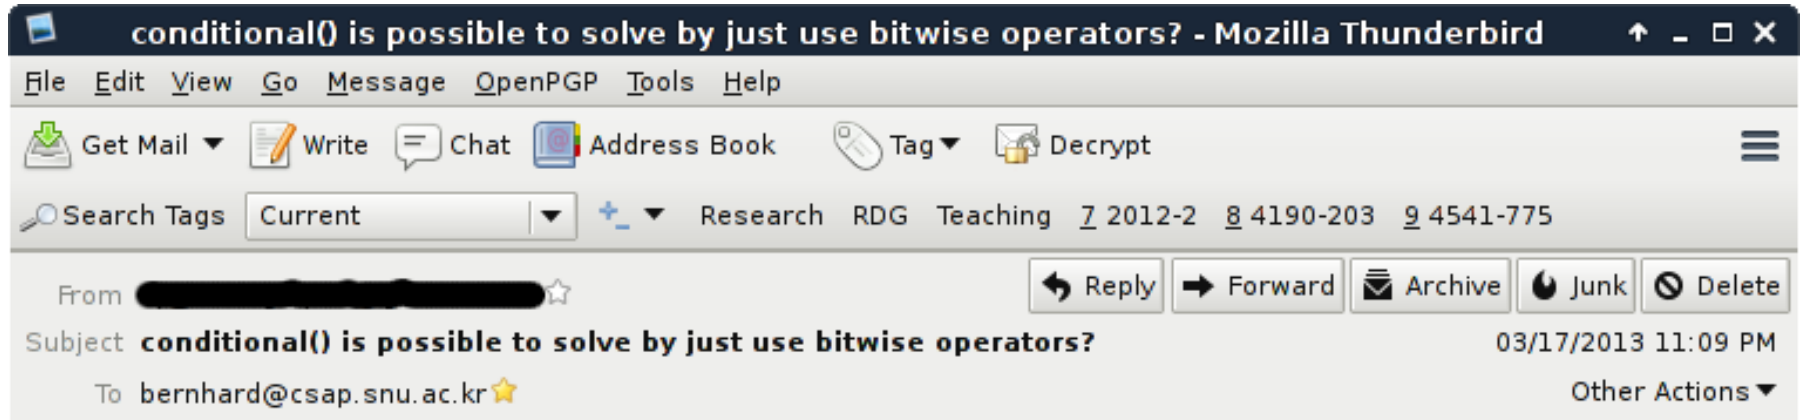 conditional() is possible to solve by just use bitwise operators? - Mozilla Thunderbird
File Edit View Go Message OpenPGP Tools Help
Get Mail Write Chat Address Book Tag Decrypt
Search Tags Current Research RDG Teaching 7 2012-2 8 4190-203 9 4541-775
From Reply Forward Archive Junk Delete
Subject conditional() is possible to solve by just use bitwise operators? 03/17/2013 11:09 PM
To bernhard@csap.snu.ac.kr Other Actions